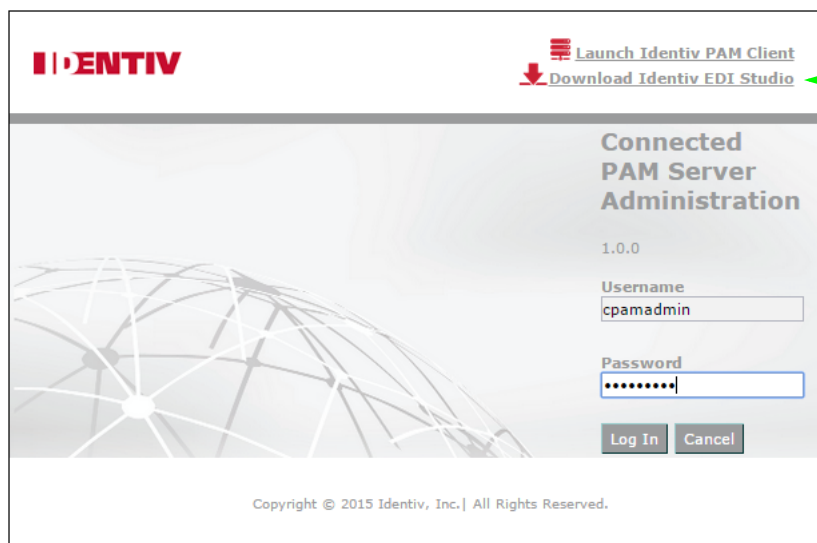 IDENTIV
Launch Identiv PAM Client
Download Identiv EDI Studio
Connected
PAM Server
Administration
1.0.0
Username
cpamadmin
Password
•••••••••
Log In Cancel
Copyright © 2015 Identiv, Inc.| All Rights Reserved.